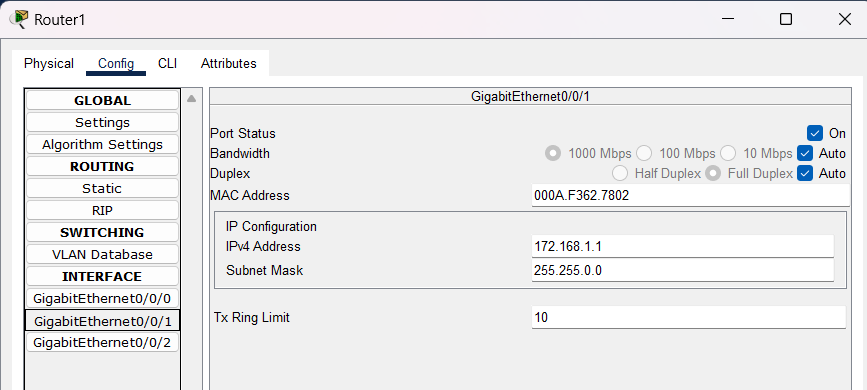 Router1
Physical Config CLI Attributes
GLOBAL
Settings
Algorithm Settings
ROUTING
Static
RIP
SWITCHING
VLAN Database
INTERFACE
GigabitEthernet0/0/0
GigabitEthernet0/0/1
GigabitEthernet0/0/2
GigabitEthernet0/0/1
Port Status On
Bandwidth 1000 Mbps 100 Mbps 10 Mbps Auto
Duplex Half Duplex Full Duplex Auto
MAC Address 000A.F362.7802
IP Configuration
IPv4 Address 172.168.1.1
Subnet Mask 255.255.0.0
Tx Ring Limit 10